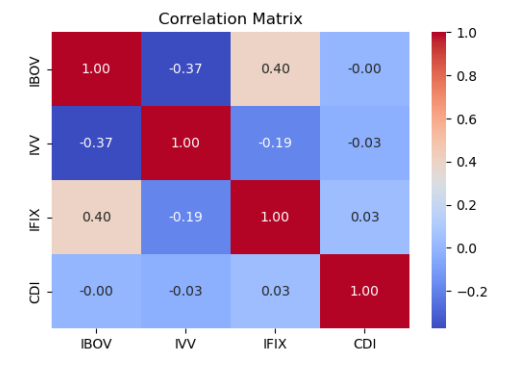 Correlation Matrix
IBOV 1.00 -0.37 0.40 -0.00
IVV -0.37 1.00 -0.19 -0.03
IFIX 0.40 -0.19 1.00 0.03
CDI -0.00 -0.03 0.03 1.00
IBOV IVV IFIX CDI
1.0
0.8
0.6
0.4
0.2
0.0
−0.2